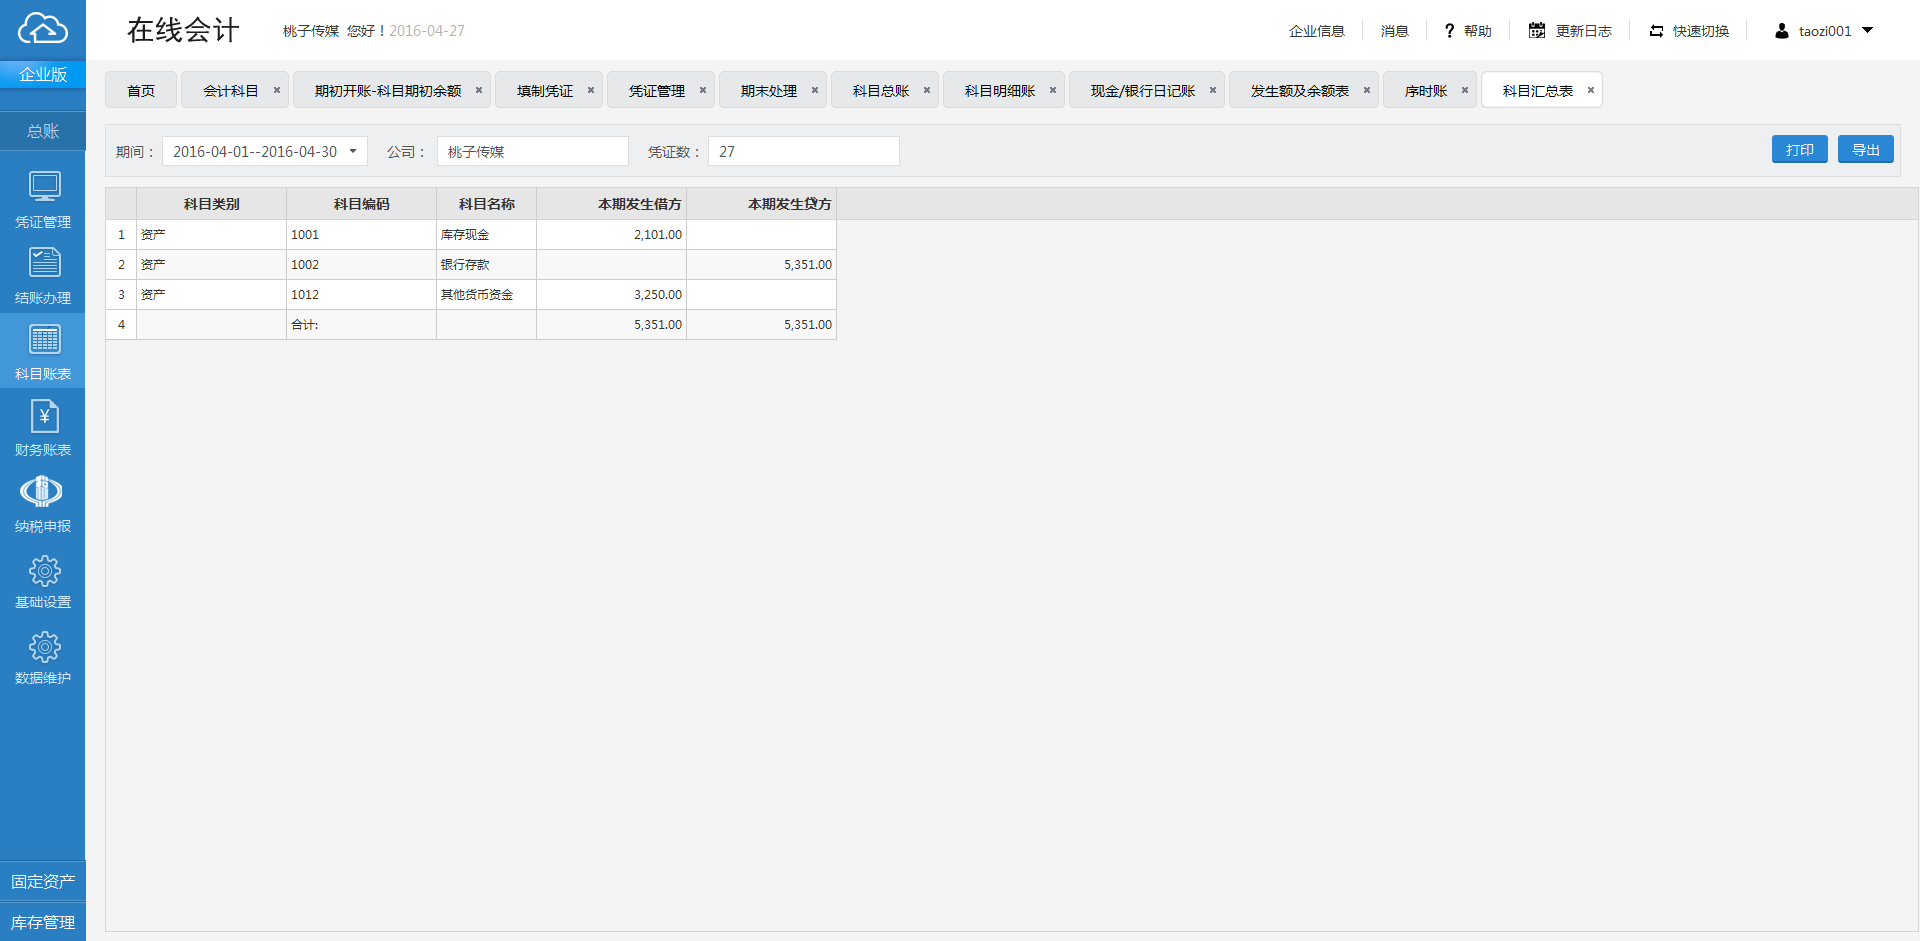 在线会计 桃子传媒 您好！2016-04-27 企业信息 消息 ? 帮助 更新日志 快速切换 taozi001
企业版
首页 会计科目 × 期初开账-科目期初余额 × 填制凭证 × 凭证管理 × 期末处理 × 科目总账 × 科目明细账 × 现金/银行日记账 × 发生额及余额表 × 序时账 × 科目汇总表 ×
总账
凭证管理
结账办理
科目账表
¥
财务账表
纳税申报
基础设置
数据维护
固定资产
库存管理
期间： 2016-04-01--2016-04-30 公司： 桃子传媒 凭证数： 27 打印 导出
科目类别 科目编码 科目名称 本期发生借方 本期发生贷方
1 资产 1001 库存现金 2,101.00
2 资产 1002 银行存款 5,351.00
3 资产 1012 其他货币资金 3,250.00
4 合计: 5,351.00 5,351.00